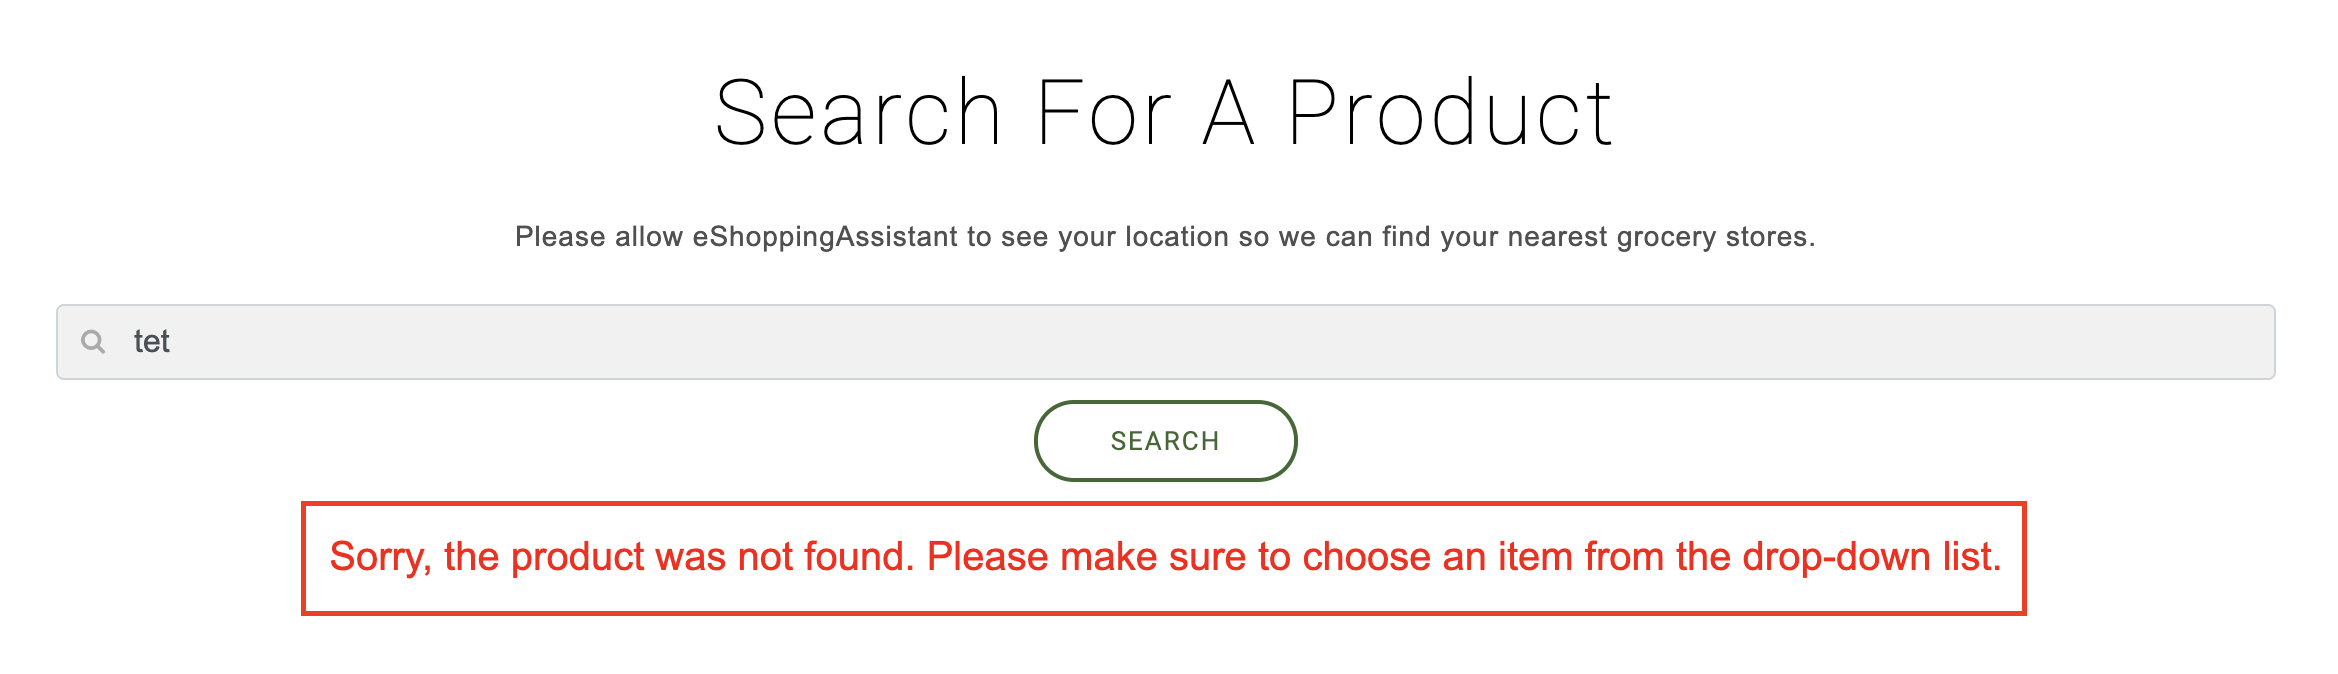 Search For A Product
Please allow eShoppingAssistant to see your location so we can find your nearest grocery stores.
tet
SEARCH
Sorry, the product was not found. Please make sure to choose an item from the drop-down list.